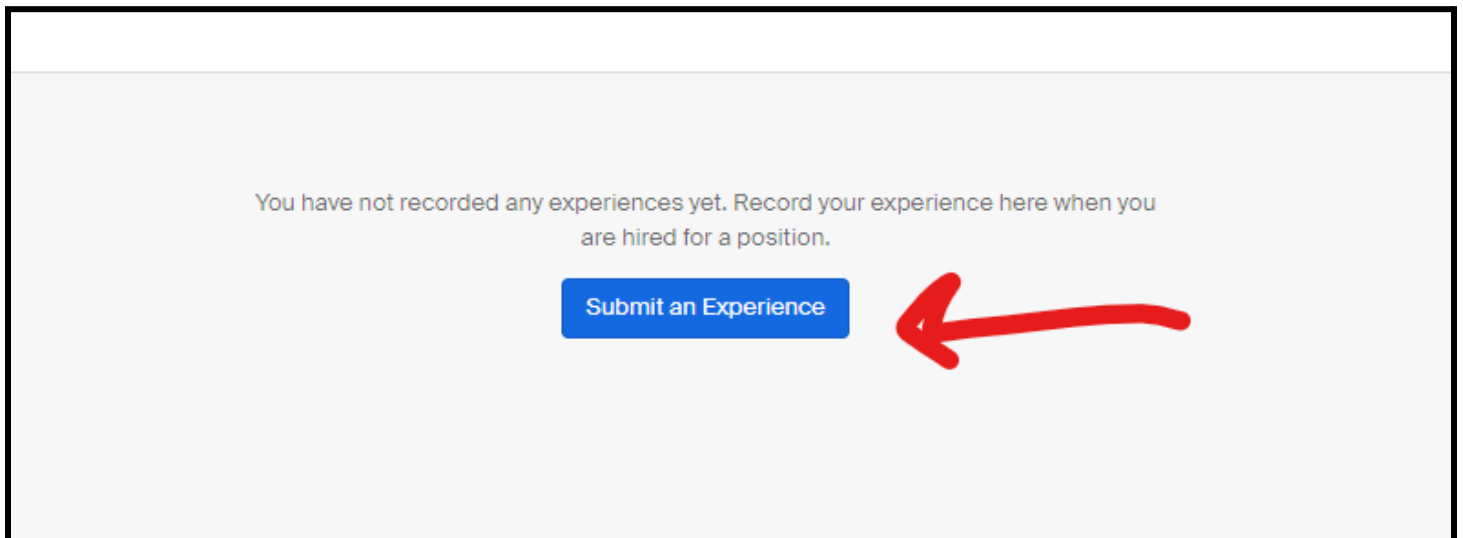 You have not recorded any experiences yet. Record your experience here when you
are hired for a position.
Submit an Experience